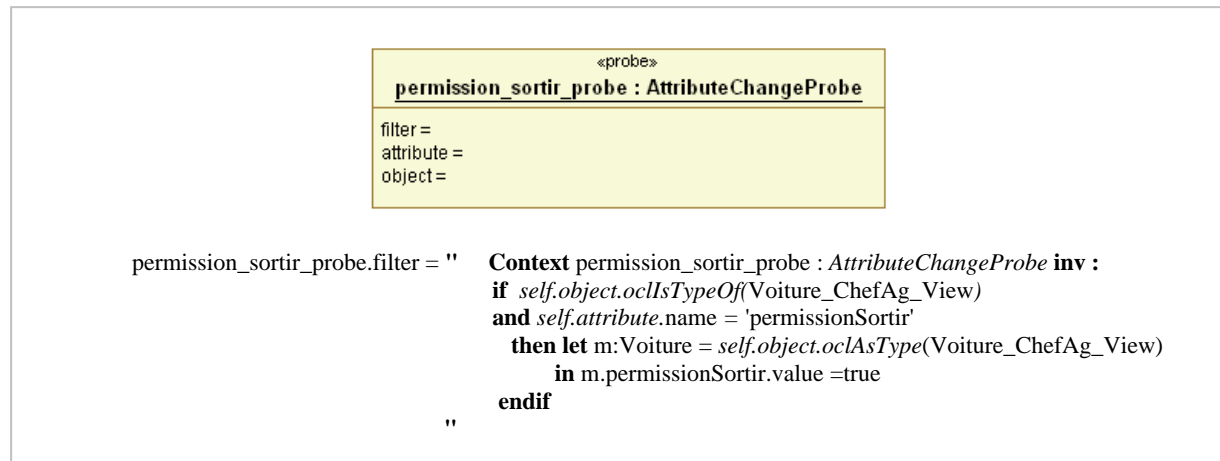 «probe»
permission_sortir_probe : AttributeChangeProbe
filter =
attribute =
object =
permission_sortir_probe.filter = " Context permission_sortir_probe : AttributeChangeProbe inv :
if self.object.oclIsTypeOf(Voiture_ChefAg_View)
and self.attribute.name = 'permissionSortir'
then let m:Voiture = self.object.oclAsType(Voiture_ChefAg_View)
in m.permissionSortir.value =true
endif
"